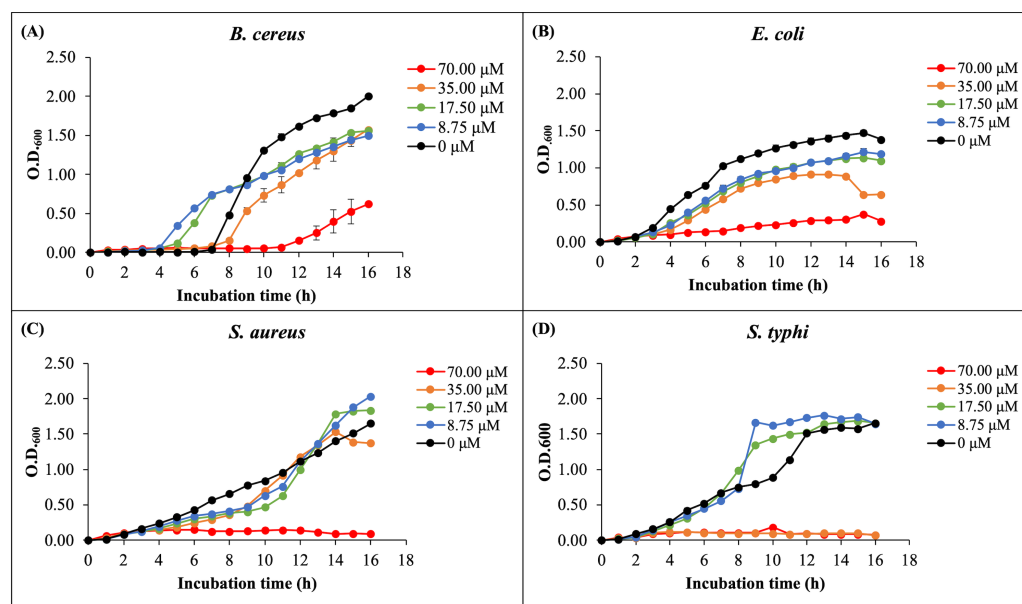 (A)
B. cereus
O.D.₆₀₀
2.50
2.00
1.50
1.00
0.50
0.00
0 2 4 6 8 10 12 14 16 18
Incubation time (h)
70.00 μM
35.00 μM
17.50 μM
8.75 μM
0 μM
(B)
E. coli
O.D.₆₀₀
2.50
2.00
1.50
1.00
0.50
0.00
0 2 4 6 8 10 12 14 16 18
Incubation time (h)
70.00 μM
35.00 μM
17.50 μM
8.75 μM
0 μM
(C)
S. aureus
O.D.₆₀₀
2.50
2.00
1.50
1.00
0.50
0.00
0 2 4 6 8 10 12 14 16 18
Incubation time (h)
70.00 μM
35.00 μM
17.50 μM
8.75 μM
0 μM
(D)
S. typhi
O.D.600
2.50
2.00
1.50
1.00
0.50
0.00
0 2 4 6 8 10 12 14 16 18
Incubation time (h)
70.00 μM
35.00 μM
17.50 μM
8.75 μM
0 μM